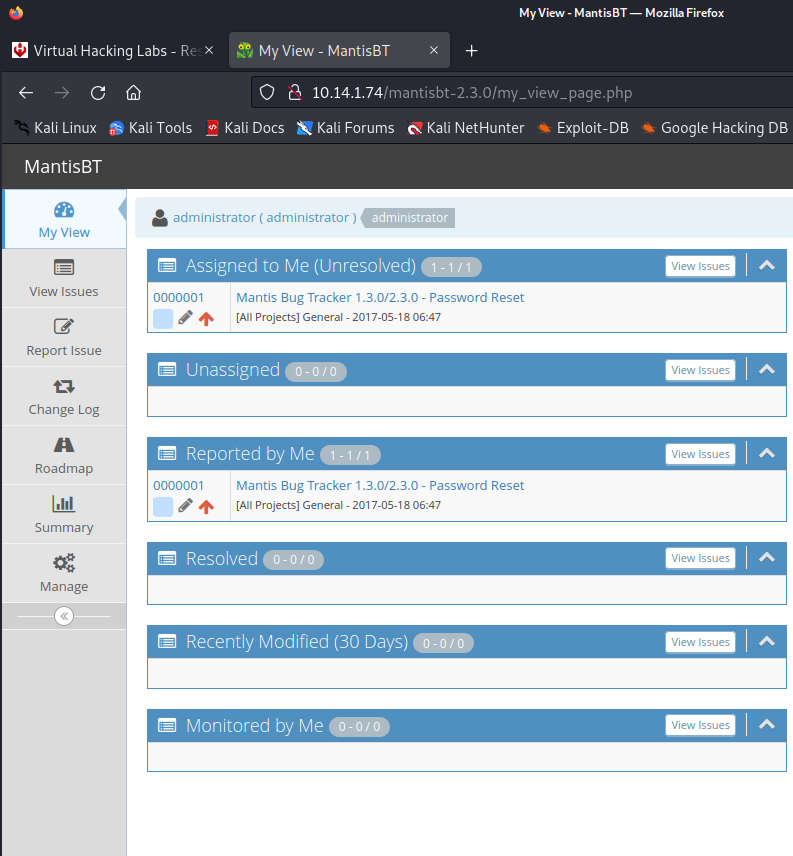 My View - MantisBT — Mozilla Firefox
Virtual Hacking Labs - Re
My View - MantisBT
10.14.1.74/mantisbt-2.3.0/my_view_page.php
Kali Linux Kali Tools Kali Docs Kali Forums Kali NetHunter Exploit-DB Google Hacking DB
MantisBT
My View
View Issues
Report Issue
Change Log
Roadmap
Summary
Manage
administrator ( administrator ) administrator
Assigned to Me (Unresolved) 1 - 1 / 1 View Issues
0000001 Mantis Bug Tracker 1.3.0/2.3.0 - Password Reset
[All Projects] General - 2017-05-18 06:47
Unassigned 0 - 0 / 0 View Issues
Reported by Me 1 - 1 / 1 View Issues
0000001 Mantis Bug Tracker 1.3.0/2.3.0 - Password Reset
[All Projects] General - 2017-05-18 06:47
Resolved 0 - 0 / 0 View Issues
Recently Modified (30 Days) 0 - 0 / 0 View Issues
Monitored by Me 0 - 0 / 0 View Issues